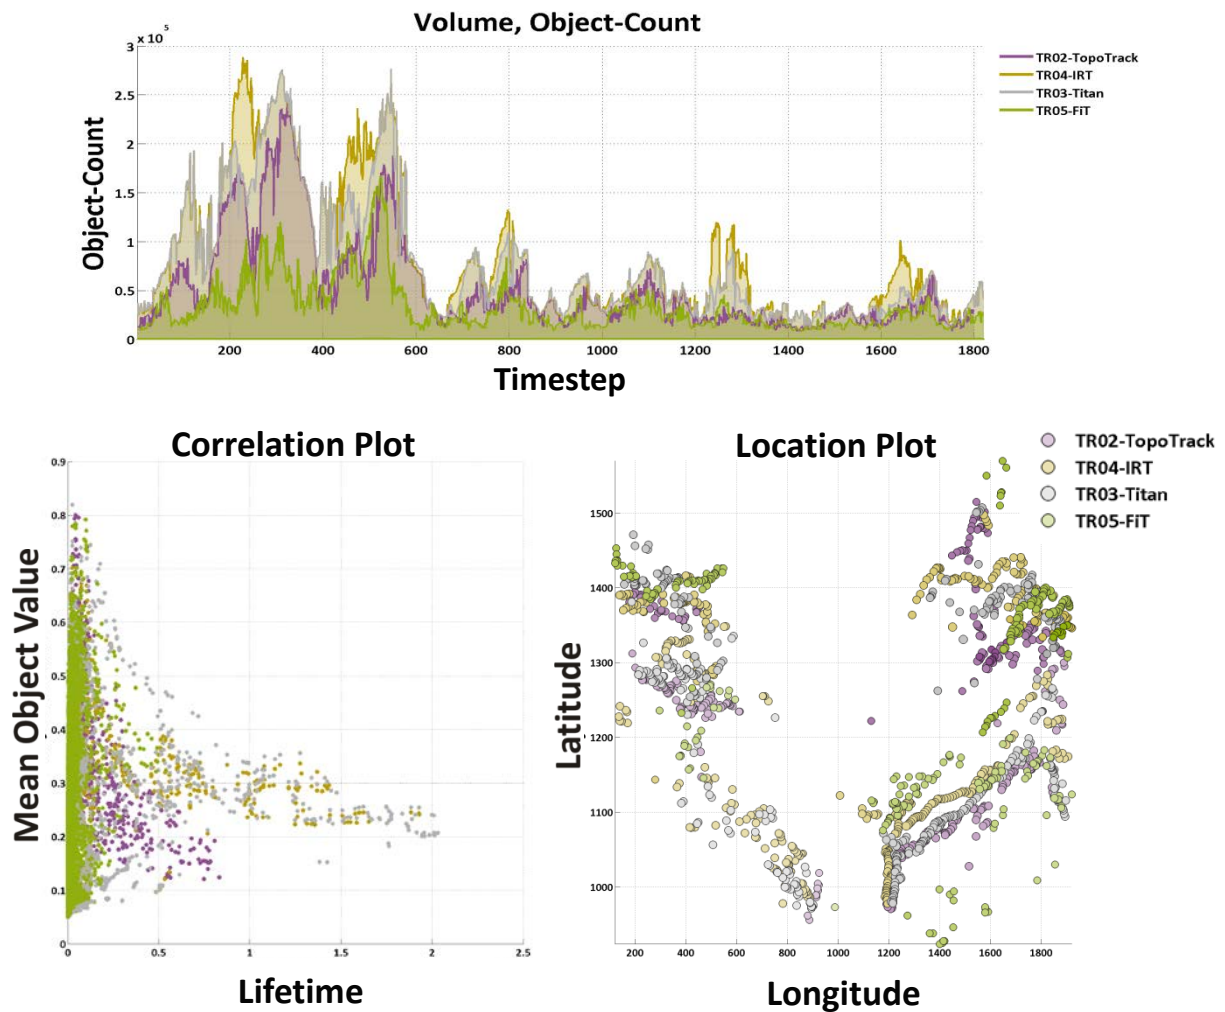 Volume, Object-Count
x 10 5
3
2.5
2
1.5
1
0.5
0
Object-Count
200 400 600 800 1000 1200 1400 1600 1800
Timestep
TR02-TopoTrack
TR04-IRT
TR03-Titan
TR05-FiT
Correlation Plot
0.9
0.8
0.7
0.6
0.5
0.4
0.3
0.2
0.1
0
Mean Object Value
0 0.5 1 1.5 2 2.5
Lifetime
Location Plot
1500
1400
1300
1200
1100
1000
Latitude
200 400 600 800 1000 1200 1400 1600 1800
Longitude
TR02-TopoTrack
TR04-IRT
TR03-Titan
TR05-FiT